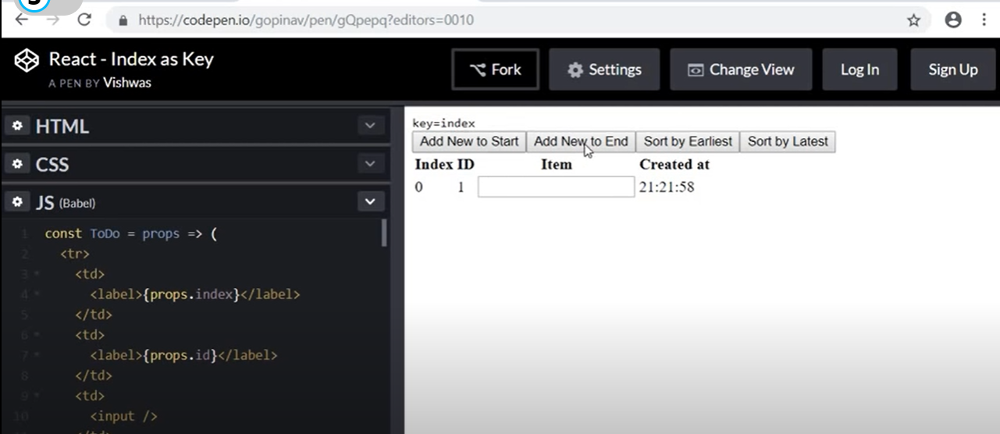 https://codepen.io/gopinav/pen/gQpepq?editors=0010
React - Index as Key
A PEN BY Vishwas
Fork
Settings
Change View
Log In
Sign Up
HTML
CSS
JS (Babel)
1 const ToDo = props => (
2 <tr>
3 <td>
4 <label>{props.index}</label>
5 </td>
6 <td>
7 <label>{props.id}</label>
8 </td>
9 <td>
10 <input />
key=index
Add New to Start Add New to End Sort by Earliest Sort by Latest
Index ID Item Created at
0 1 21:21:58